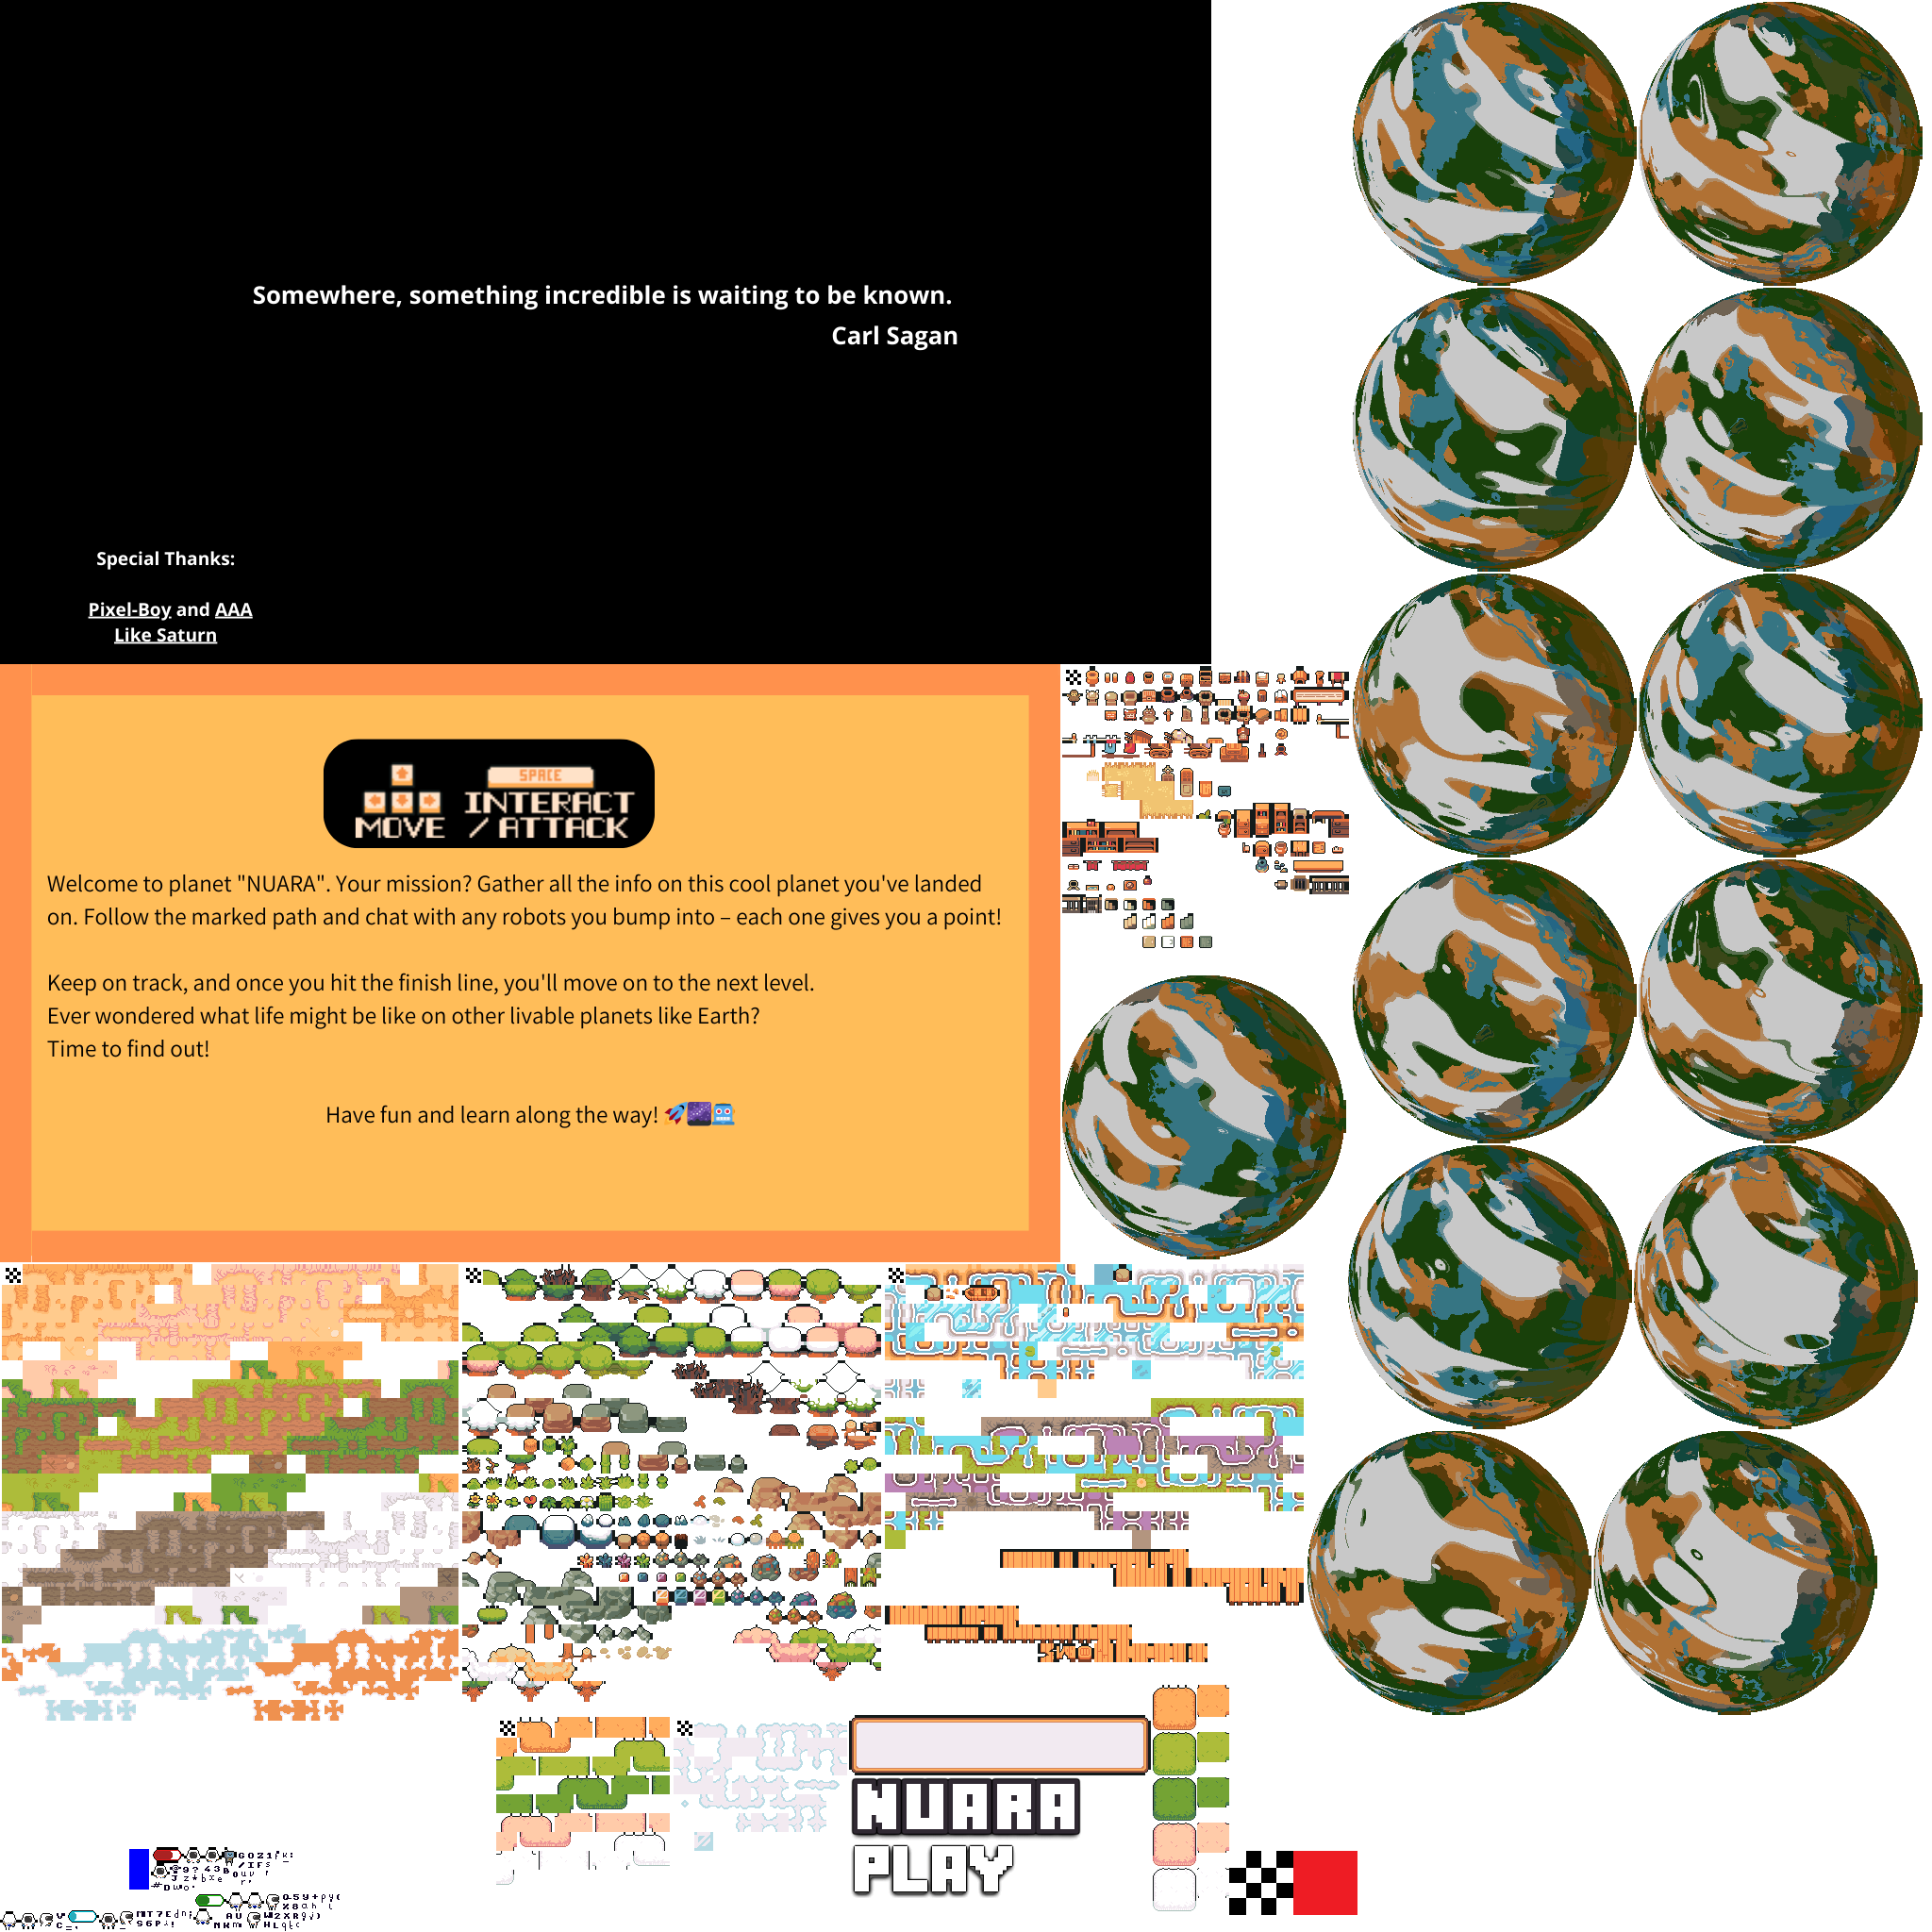 Somewhere, something incredible is waiting to be known.
Carl Sagan
Special Thanks:
Pixel-Boy and AAA
Like Saturn
SPACE
MOVE
INTERACT
/ ATTACK
Welcome to planet "NUARA". Your mission? Gather all the info on this cool planet you've landed
on. Follow the marked path and chat with any robots you bump into – each one gives you a point!
Keep on track, and once you hit the finish line, you'll move on to the next level.
Ever wondered what life might be like on other livable planets like Earth?
Time to find out!
Have fun and learn along the way! 🚀🌌🤖
NUARA
PLAY